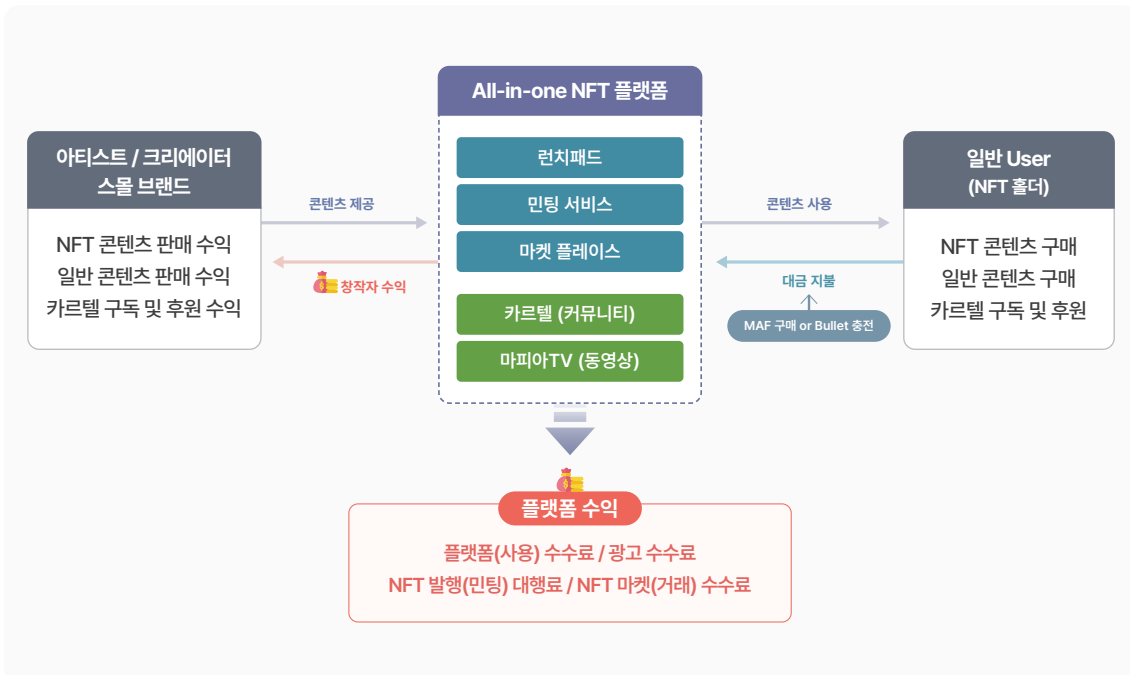 All-in-one NFT 플랫폼
런치패드
민팅 서비스
마켓 플레이스
카르텔 (커뮤니티)
마피아TV (동영상)
아티스트 / 크리에이터
스몰 브랜드
NFT 콘텐츠 판매 수익
일반 콘텐츠 판매 수익
카르텔 구독 및 후원 수익
콘텐츠 제공
창작자 수익
콘텐츠 사용
대금 지불
MAF 구매 or Bullet 충전
일반 User
(NFT 홀더)
NFT 콘텐츠 구매
일반 콘텐츠 구매
카르텔 구독 및 후원
플랫폼 수익
플랫폼(사용) 수수료 / 광고 수수료
NFT 발행(민팅) 대행료 / NFT 마켓(거래) 수수료